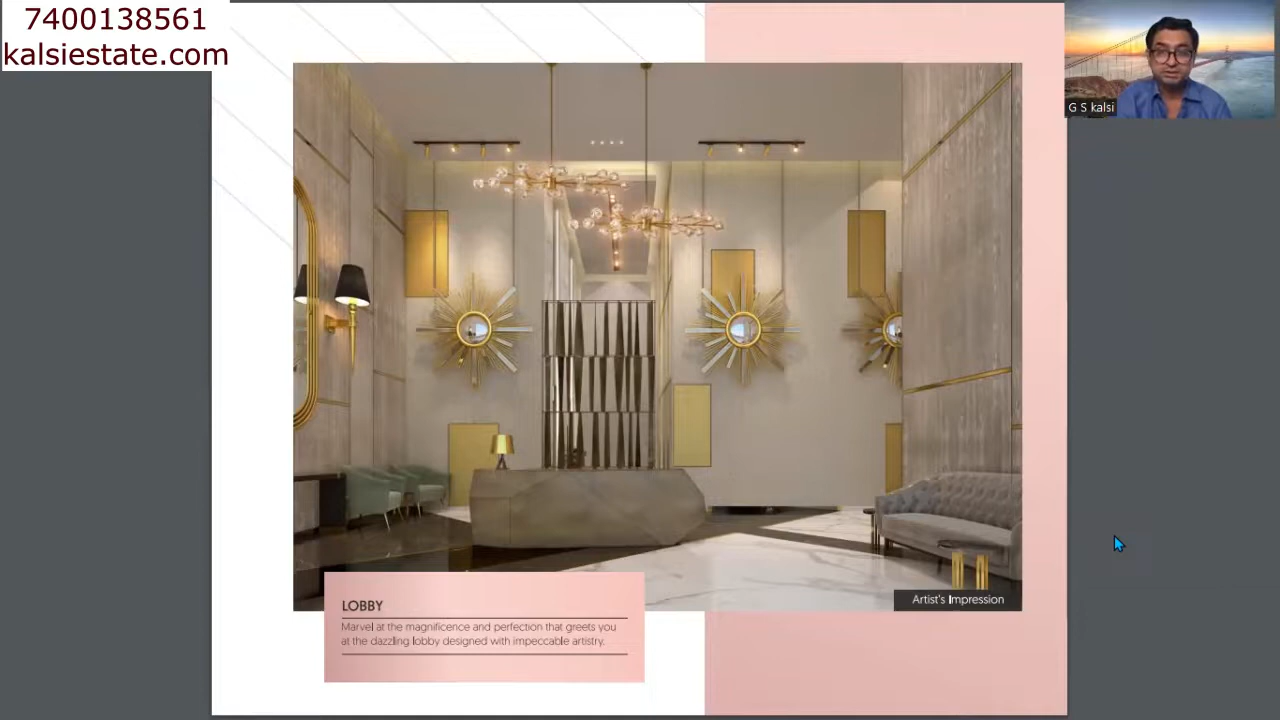 7400138561
kalsiestate.com
G S kalsi
Artist's Impression
LOBBY
Marvel at the magnificence and perfection that greets you
at the dazzling lobby designed with impeccable artistry.